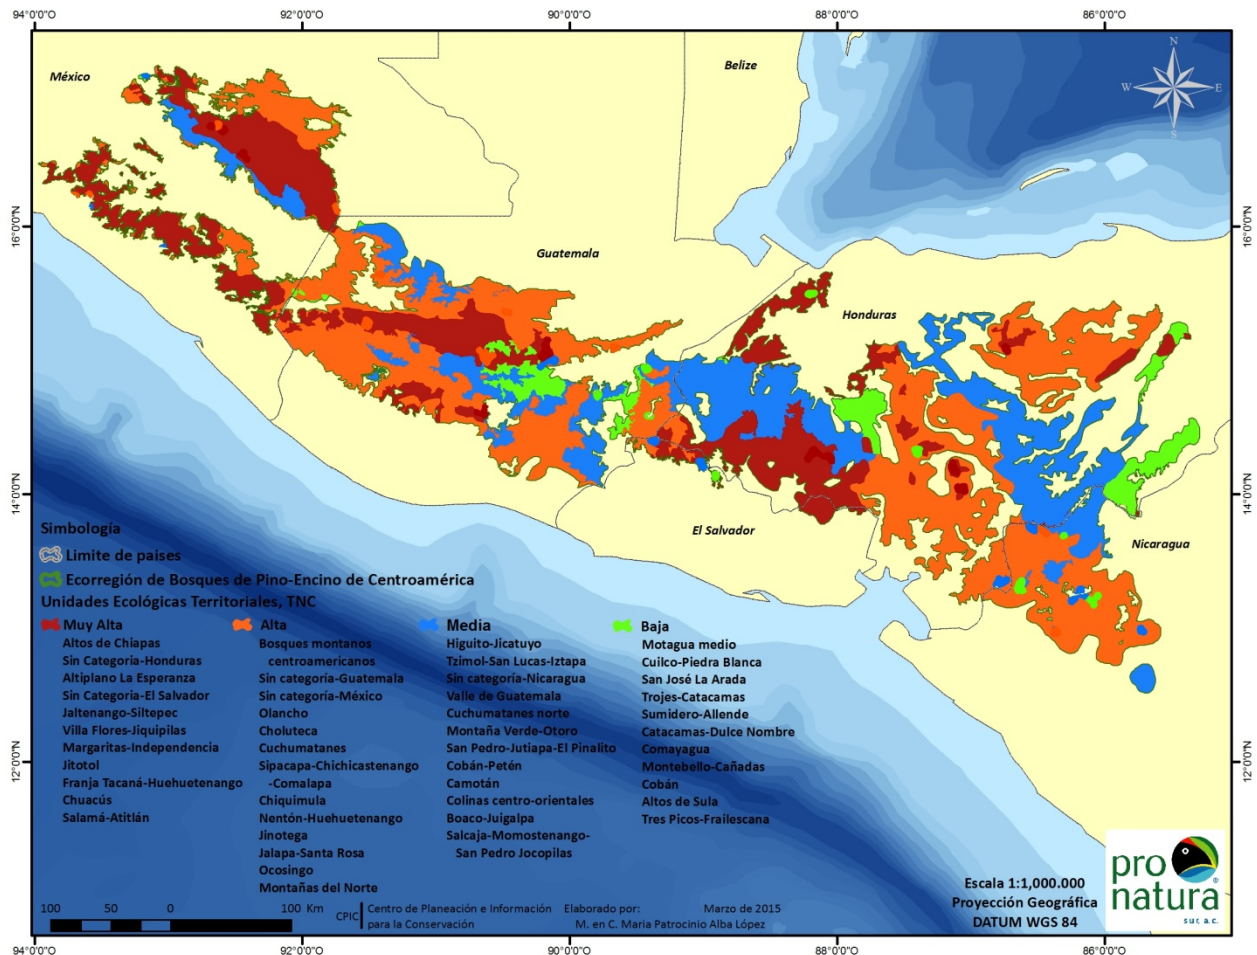 94°0'0"O 92°0'0"O 90°0'0"O 88°0'0"O 86°0'0"O
México
Belize
N
W E
S
16°0'0"N 16°0'0"N
Guatemala
Honduras
14°0'0"N 14°0'0"N
El Salvador
Nicaragua
12°0'0"N 12°0'0"N
Simbología
Limite de paises
Ecorregión de Bosques de Pino-Encino de Centroamérica
Unidades Ecológicas Territoriales, TNC
Muy Alta
Altos de Chiapas
Sin Categoria-Honduras
Altiplano La Esperanza
Sin Categoria-El Salvador
Jaltenango-Siltepec
Villa Flores-Jiquipilas
Margaritas-Independencia
Jitotol
Franja Tacaná-Huehuetenango
Chuacús
Salamá-Atitlán
Alta
Bosques montanos
centroamericanos
Sin categoría-Guatemala
Sin categoría-México
Olancho
Choluteca
Cuchumatanes
Sipacapa-Chichicastenango
-Comalapa
Chiquimula
Nentón-Huehuetenango
Jinotega
Jalapa-Santa Rosa
Ocosingo
Montañas del Norte
Media
Higuito-Jicatuyo
Tzimol-San Lucas-Iztapa
Sin categoría-Nicaragua
Valle de Guatemala
Cuchumatanes norte
Montaña Verde-Otoro
San Pedro-Jutiapa-El Pinalito
Cobán-Petén
Camotán
Colinas centro-orientales
Boaco-Juigalpa
Salcaja-Momostenango-
San Pedro Jocopilas
Baja
Motagua medio
Cuilco-Piedra Blanca
San José La Arada
Trojes-Catacamas
Sumidero-Allende
Catacamas-Dulce Nombre
Comayagua
Montebello-Cañadas
Cobán
Altos de Sula
Tres Picos-Frailescana
100 50 0 100 Km
CPIC
Centro de Planeación e Información
para la Conservación
Elaborado por: Marzo de 2015
M. en C. Maria Patrocinio Alba López
Escala 1:1,000.000
Proyección Geográfica
DATUM WGS 84
pro
natura
®
sur, a.c.
94°0'0"O 92°0'0"O 90°0'0"O 88°0'0"O 86°0'0"O